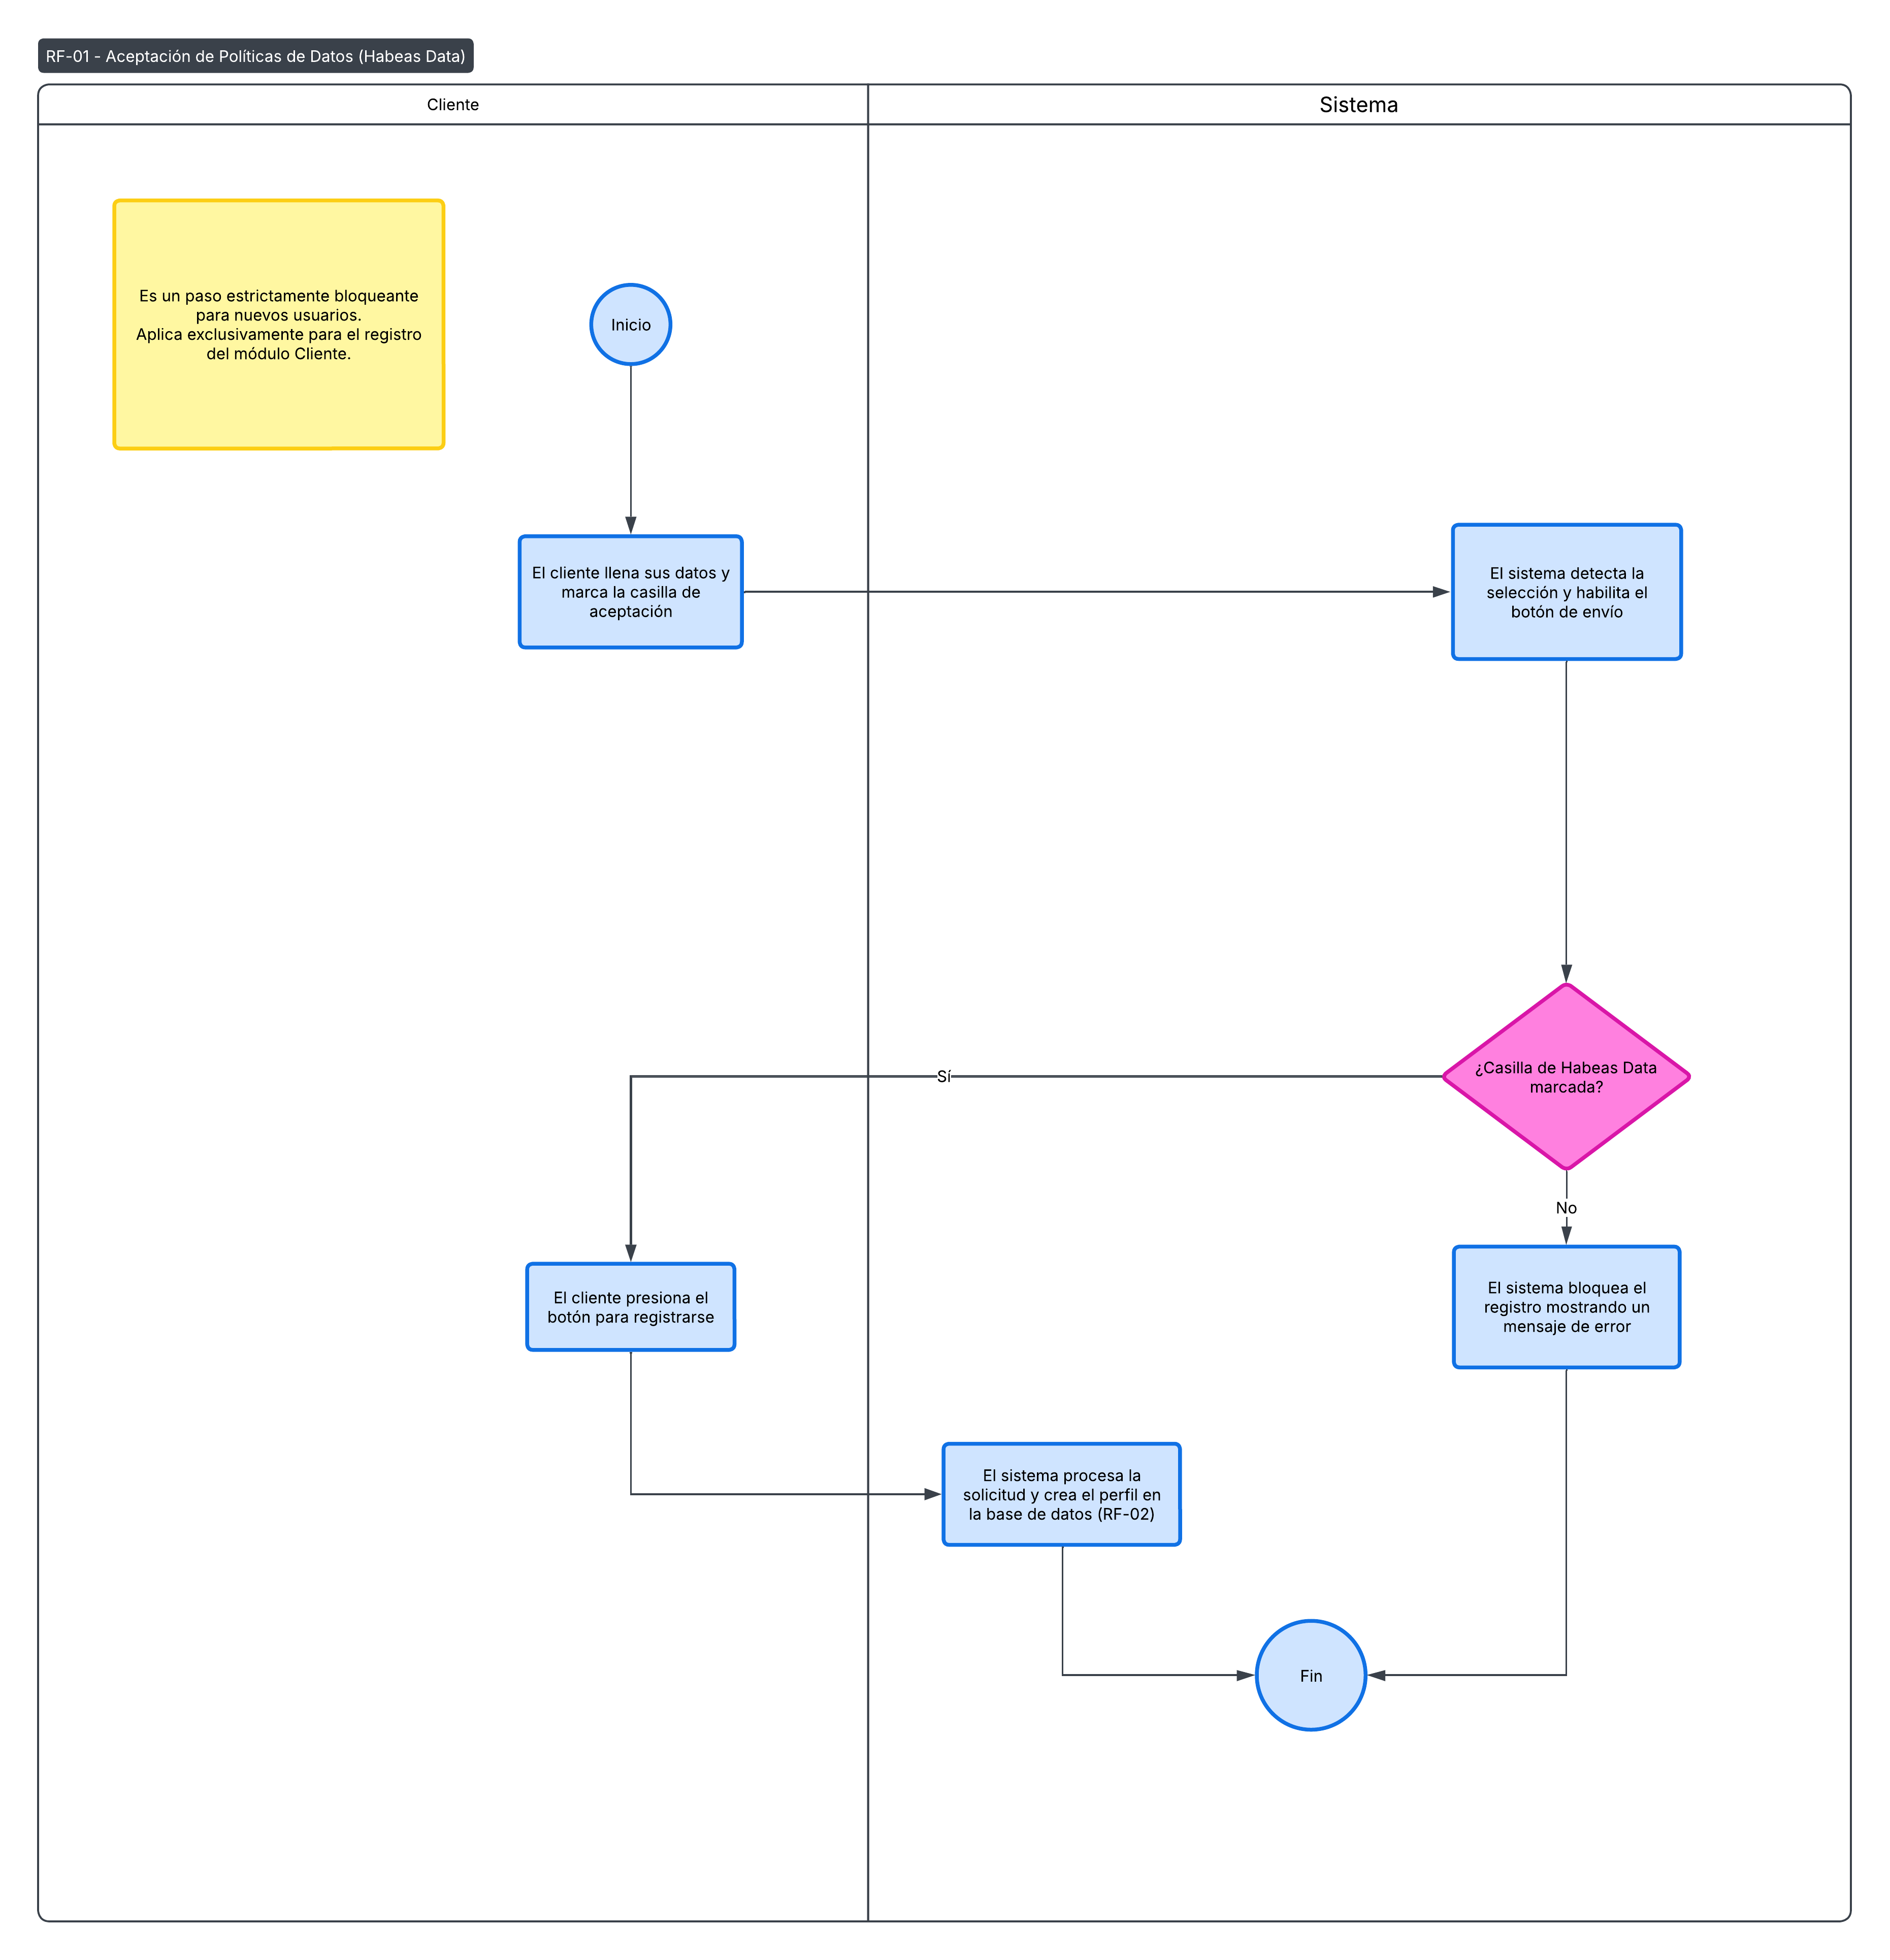 RF-01 - Aceptación de Políticas de Datos (Habeas Data)
Cliente
Sistema
Es un paso estrictamente bloqueante
para nuevos usuarios.
Aplica exclusivamente para el registro
del módulo Cliente.
Inicio
El cliente llena sus datos y
marca la casilla de
aceptación
El sistema detecta la
selección y habilita el
botón de envío
¿Casilla de Habeas Data
marcada?
Sí
No
El cliente presiona el
botón para registrarse
El sistema bloquea el
registro mostrando un
mensaje de error
El sistema procesa la
solicitud y crea el perfil en
la base de datos (RF-02)
Fin